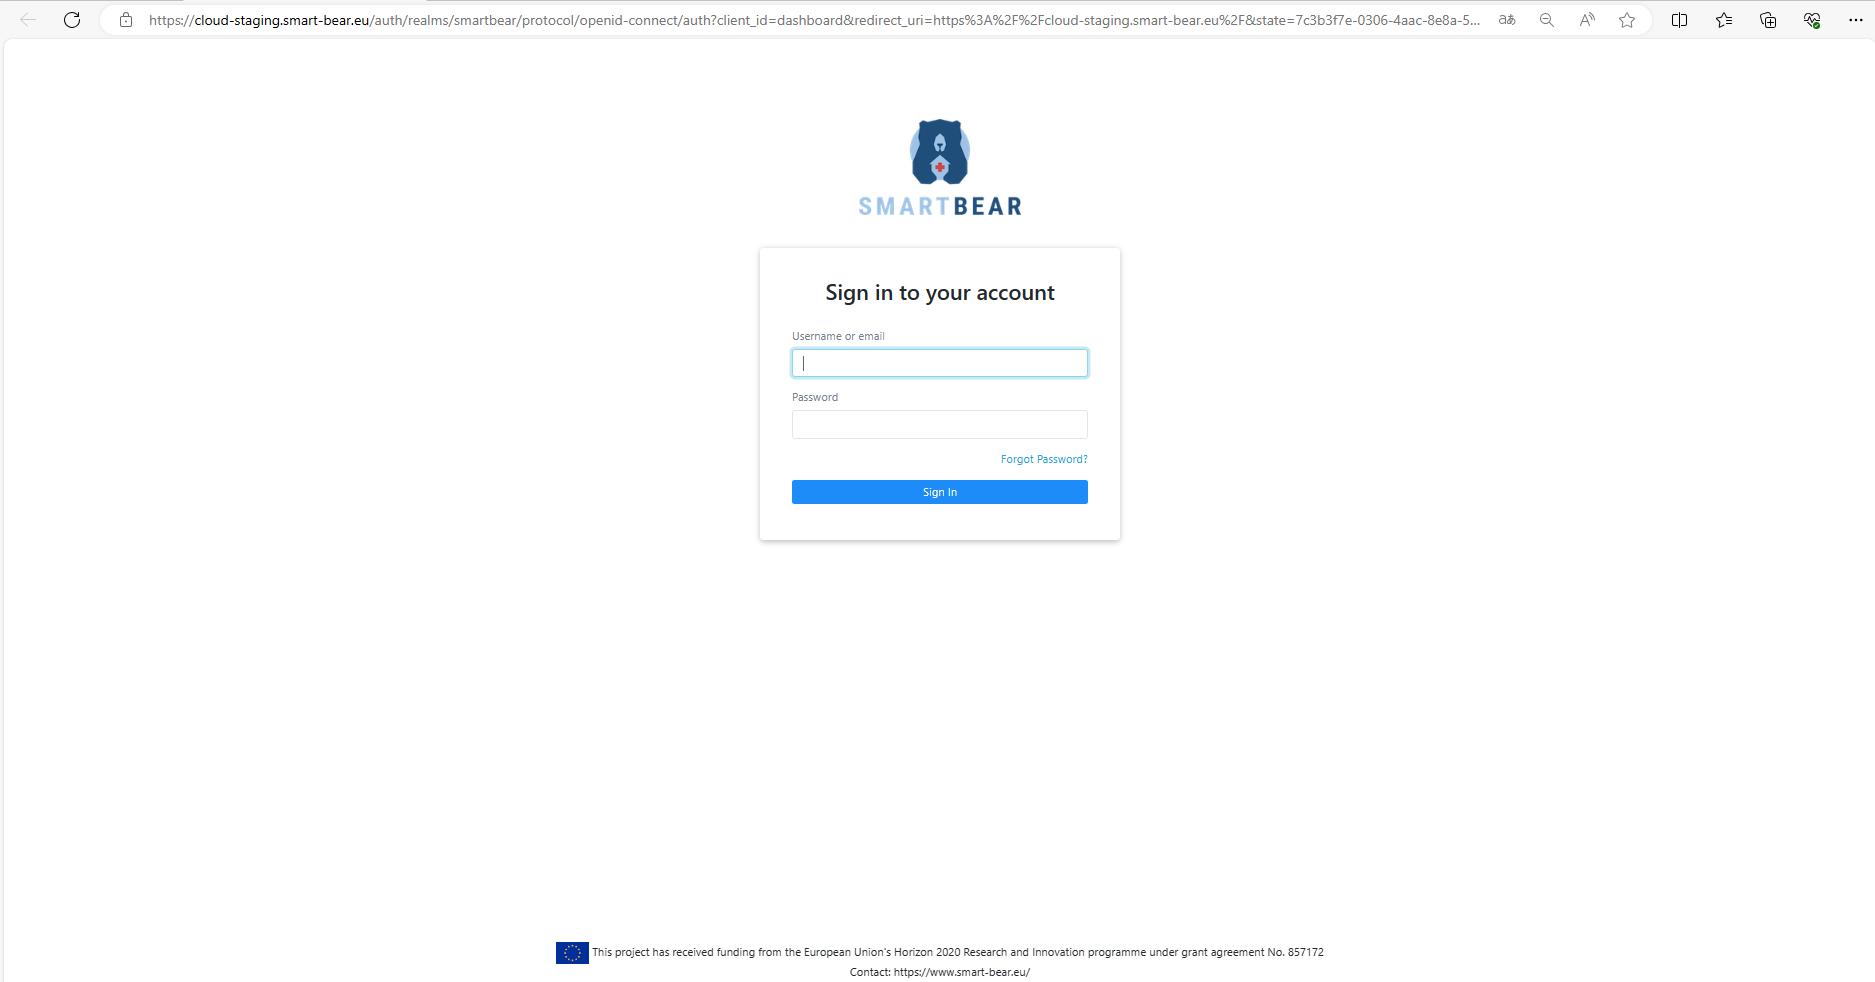 https://cloud-staging.smart-bear.eu/auth/realms/smartbear/protocol/openid-connect/auth?client_id=dashboard&redirect_uri=https%3A%2F%2Fcloud-staging.smart-bear.eu%2F&state=7c3b3f7e-0306-4aac-8e8a-5...
SMARTBEAR
Sign in to your account
Username or email
Password
Forgot Password?
Sign In
This project has received funding from the European Union's Horizon 2020 Research and Innovation programme under grant agreement No. 857172
Contact: https://www.smart-bear.eu/